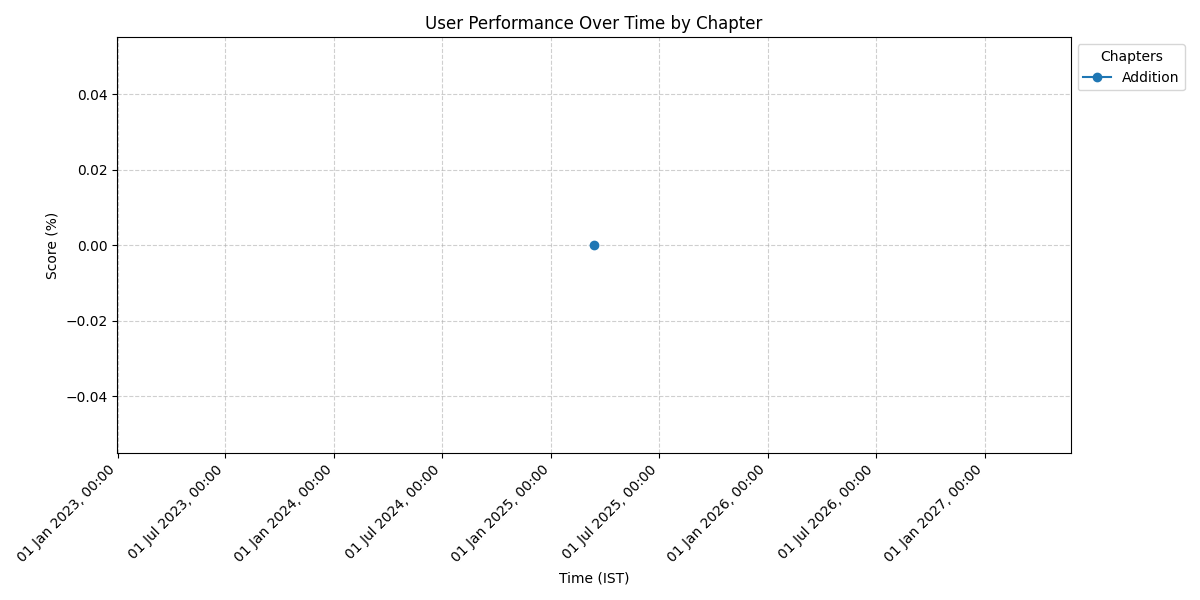 User Performance Over Time by Chapter
Chapters
Addition
Score (%)
0.04
0.02
0.00
−0.02
−0.04
01 Jan 2023, 00:00
01 Jul 2023, 00:00
01 Jan 2024, 00:00
01 Jul 2024, 00:00
01 Jan 2025, 00:00
01 Jul 2025, 00:00
01 Jan 2026, 00:00
01 Jul 2026, 00:00
01 Jan 2027, 00:00
Time (IST)